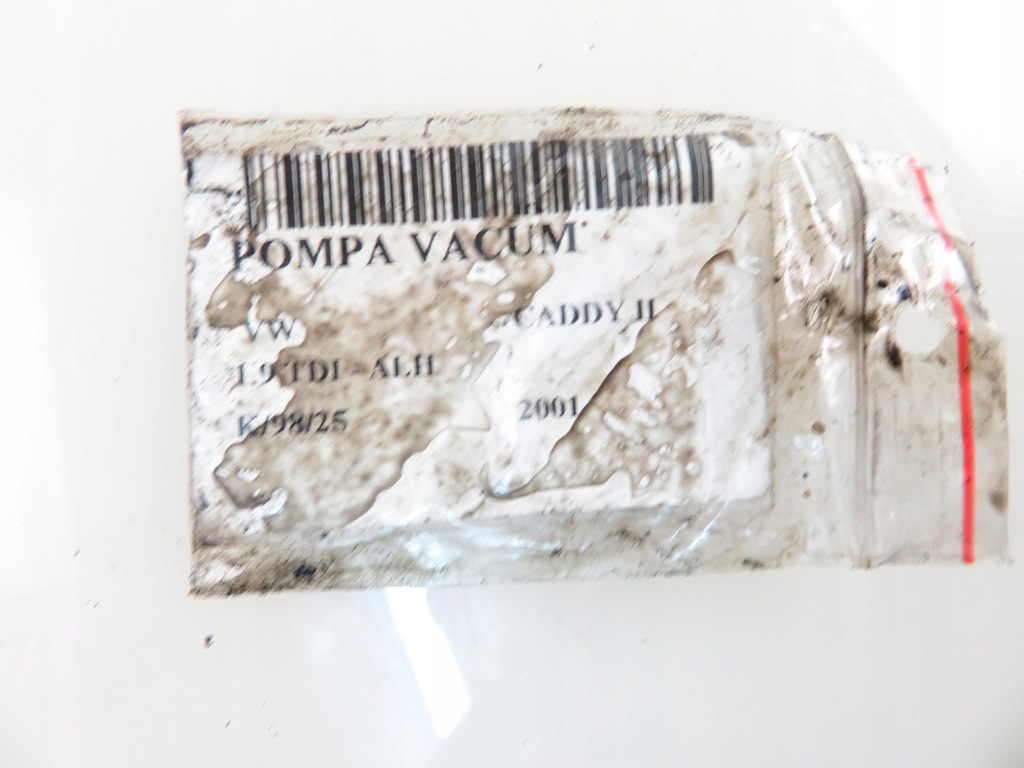 POMPA VACUM
VW CADDY II
1.9 TDI - ALH
K/98/25 2001